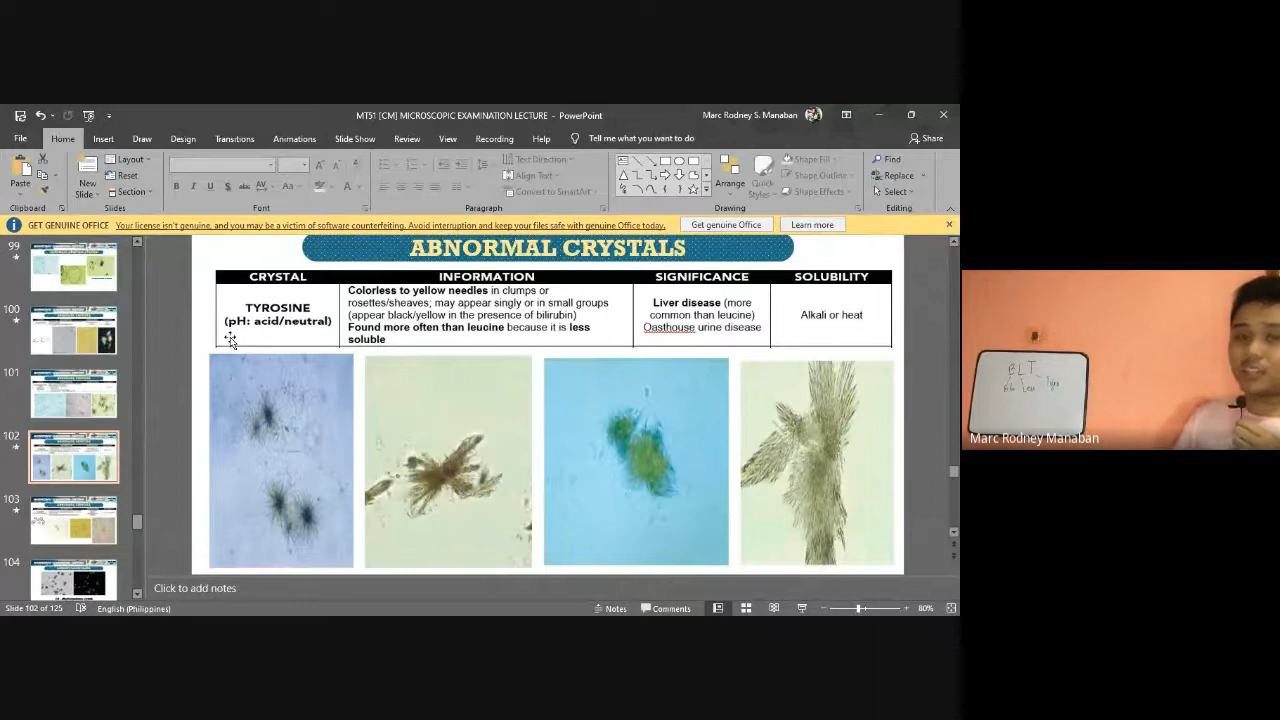 MT51 [CM] MICROSCOPIC EXAMINATION LECTURE - PowerPoint
Marc Rodney S. Manaban
File Home Insert Draw Design Transitions Animations Slide Show Review View Recording Help Tell me what you want to do Share
Paste
New
Slide
Layout
Reset
Section
Text Direction
Align Text
Convert to SmartArt
Arrange
Quick
Styles
Shape Fill
Shape Outline
Shape Effects
Find
Replace
Select
Clipboard Slides Font Paragraph Drawing Editing
GET GENUINE OFFICE Your license isn't genuine, and you may be a victim of software counterfeiting. Avoid interruption and keep your files safe with genuine Office today. Get genuine Office Learn more
99
100
101
102
103
104
ABNORMAL CRYSTALS
CRYSTAL INFORMATION SIGNIFICANCE SOLUBILITY
TYROSINE
(pH: acid/neutral)
Colorless to yellow needles in clumps or
rosettes/sheaves; may appear singly or in small groups
(appear black/yellow in the presence of bilirubin)
Found more often than leucine because it is less
soluble
Liver disease (more
common than leucine)
Oasthouse urine disease
Alkali or heat
Click to add notes
Slide 102 of 125 English (Philippines) Notes Comments 80%
BLT
Leu
Marc Rodney Manaban